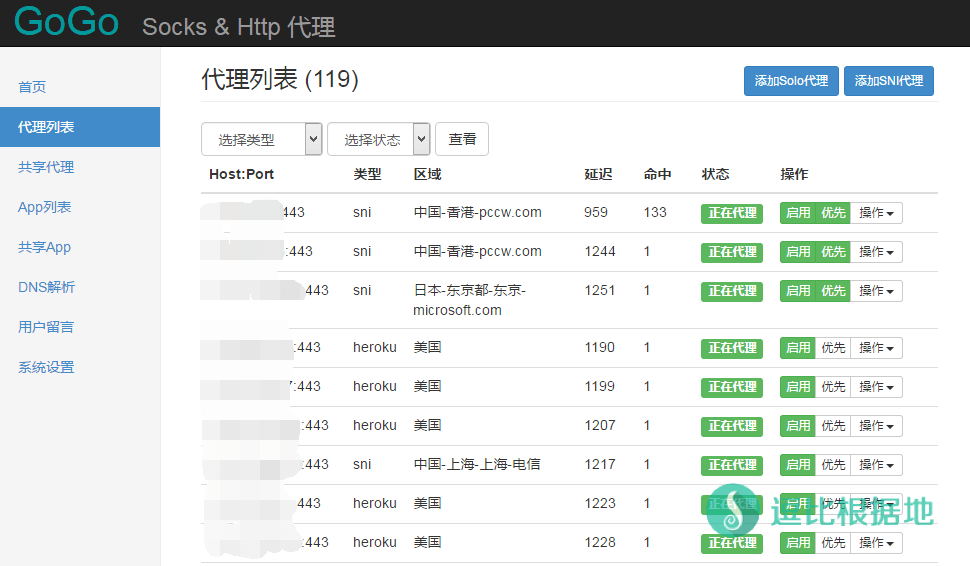 GoGo Socks & Http 代理
首页
代理列表
共享代理
App列表
共享App
DNS解析
用户留言
系统设置
代理列表 (119)
添加Solo代理 添加SNI代理
选择类型 选择状态 查看
Host:Port 类型 区域 延迟 命中 状态 操作
443 sni 中国-香港-pccw.com 959 133 正在代理 启用 优先 操作
:443 sni 中国-香港-pccw.com 1244 1 正在代理 启用 优先 操作
443 sni 日本-东京都-东京- 1251 1 正在代理 启用 优先 操作
microsoft.com
:443 heroku 美国 1190 1 正在代理 启用 优先 操作
:443 heroku 美国 1199 1 正在代理 启用 优先 操作
:443 heroku 美国 1207 1 正在代理 启用 优先 操作
:443 sni 中国-上海-上海-电信 1217 1 正在代理 启用 优先 操作
:443 heroku 美国 1223 1 正在代理 启用 优先 操作
:443 heroku 美国 1228 1 正在代理 启用 优先 操作
逗比根据地